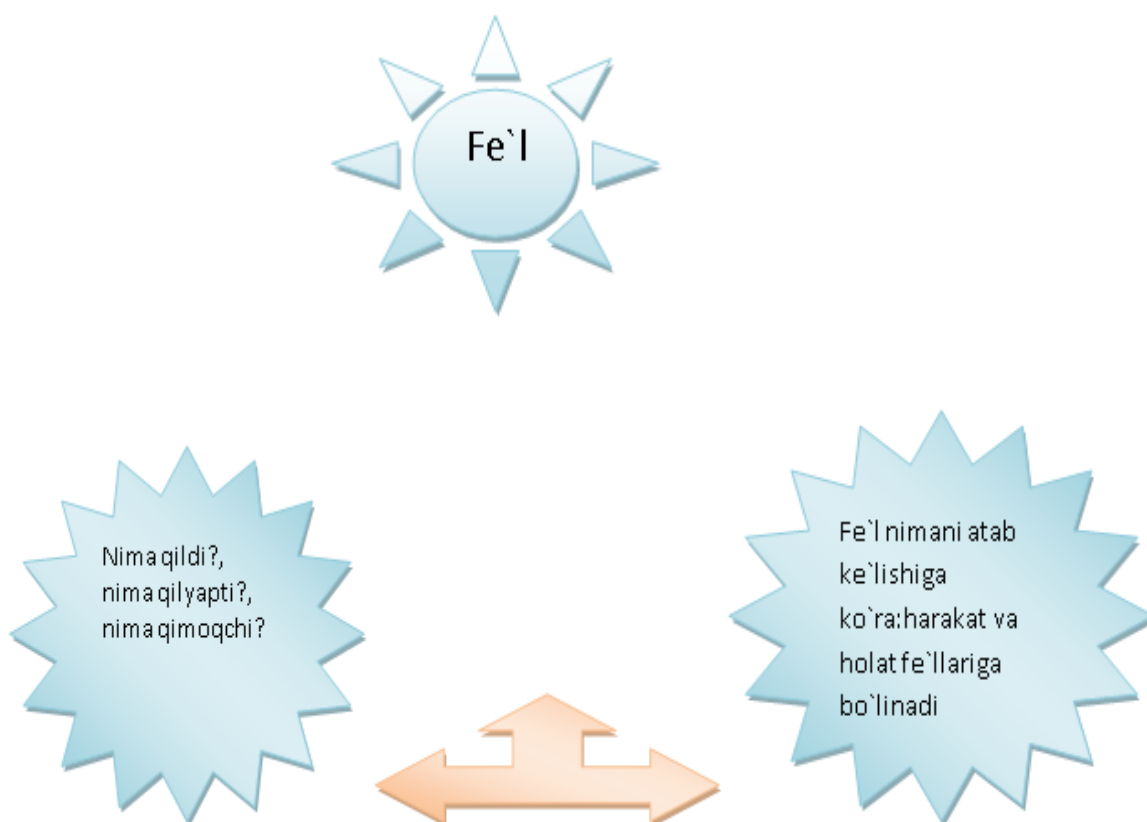 Fe`l
Nima qildi?,
nima qilyapti?,
nima qimoqchi?
Fe`l nimani atab
ke`lishiga
ko`ra:harakat va
holat fe`llariga
bo`linadi